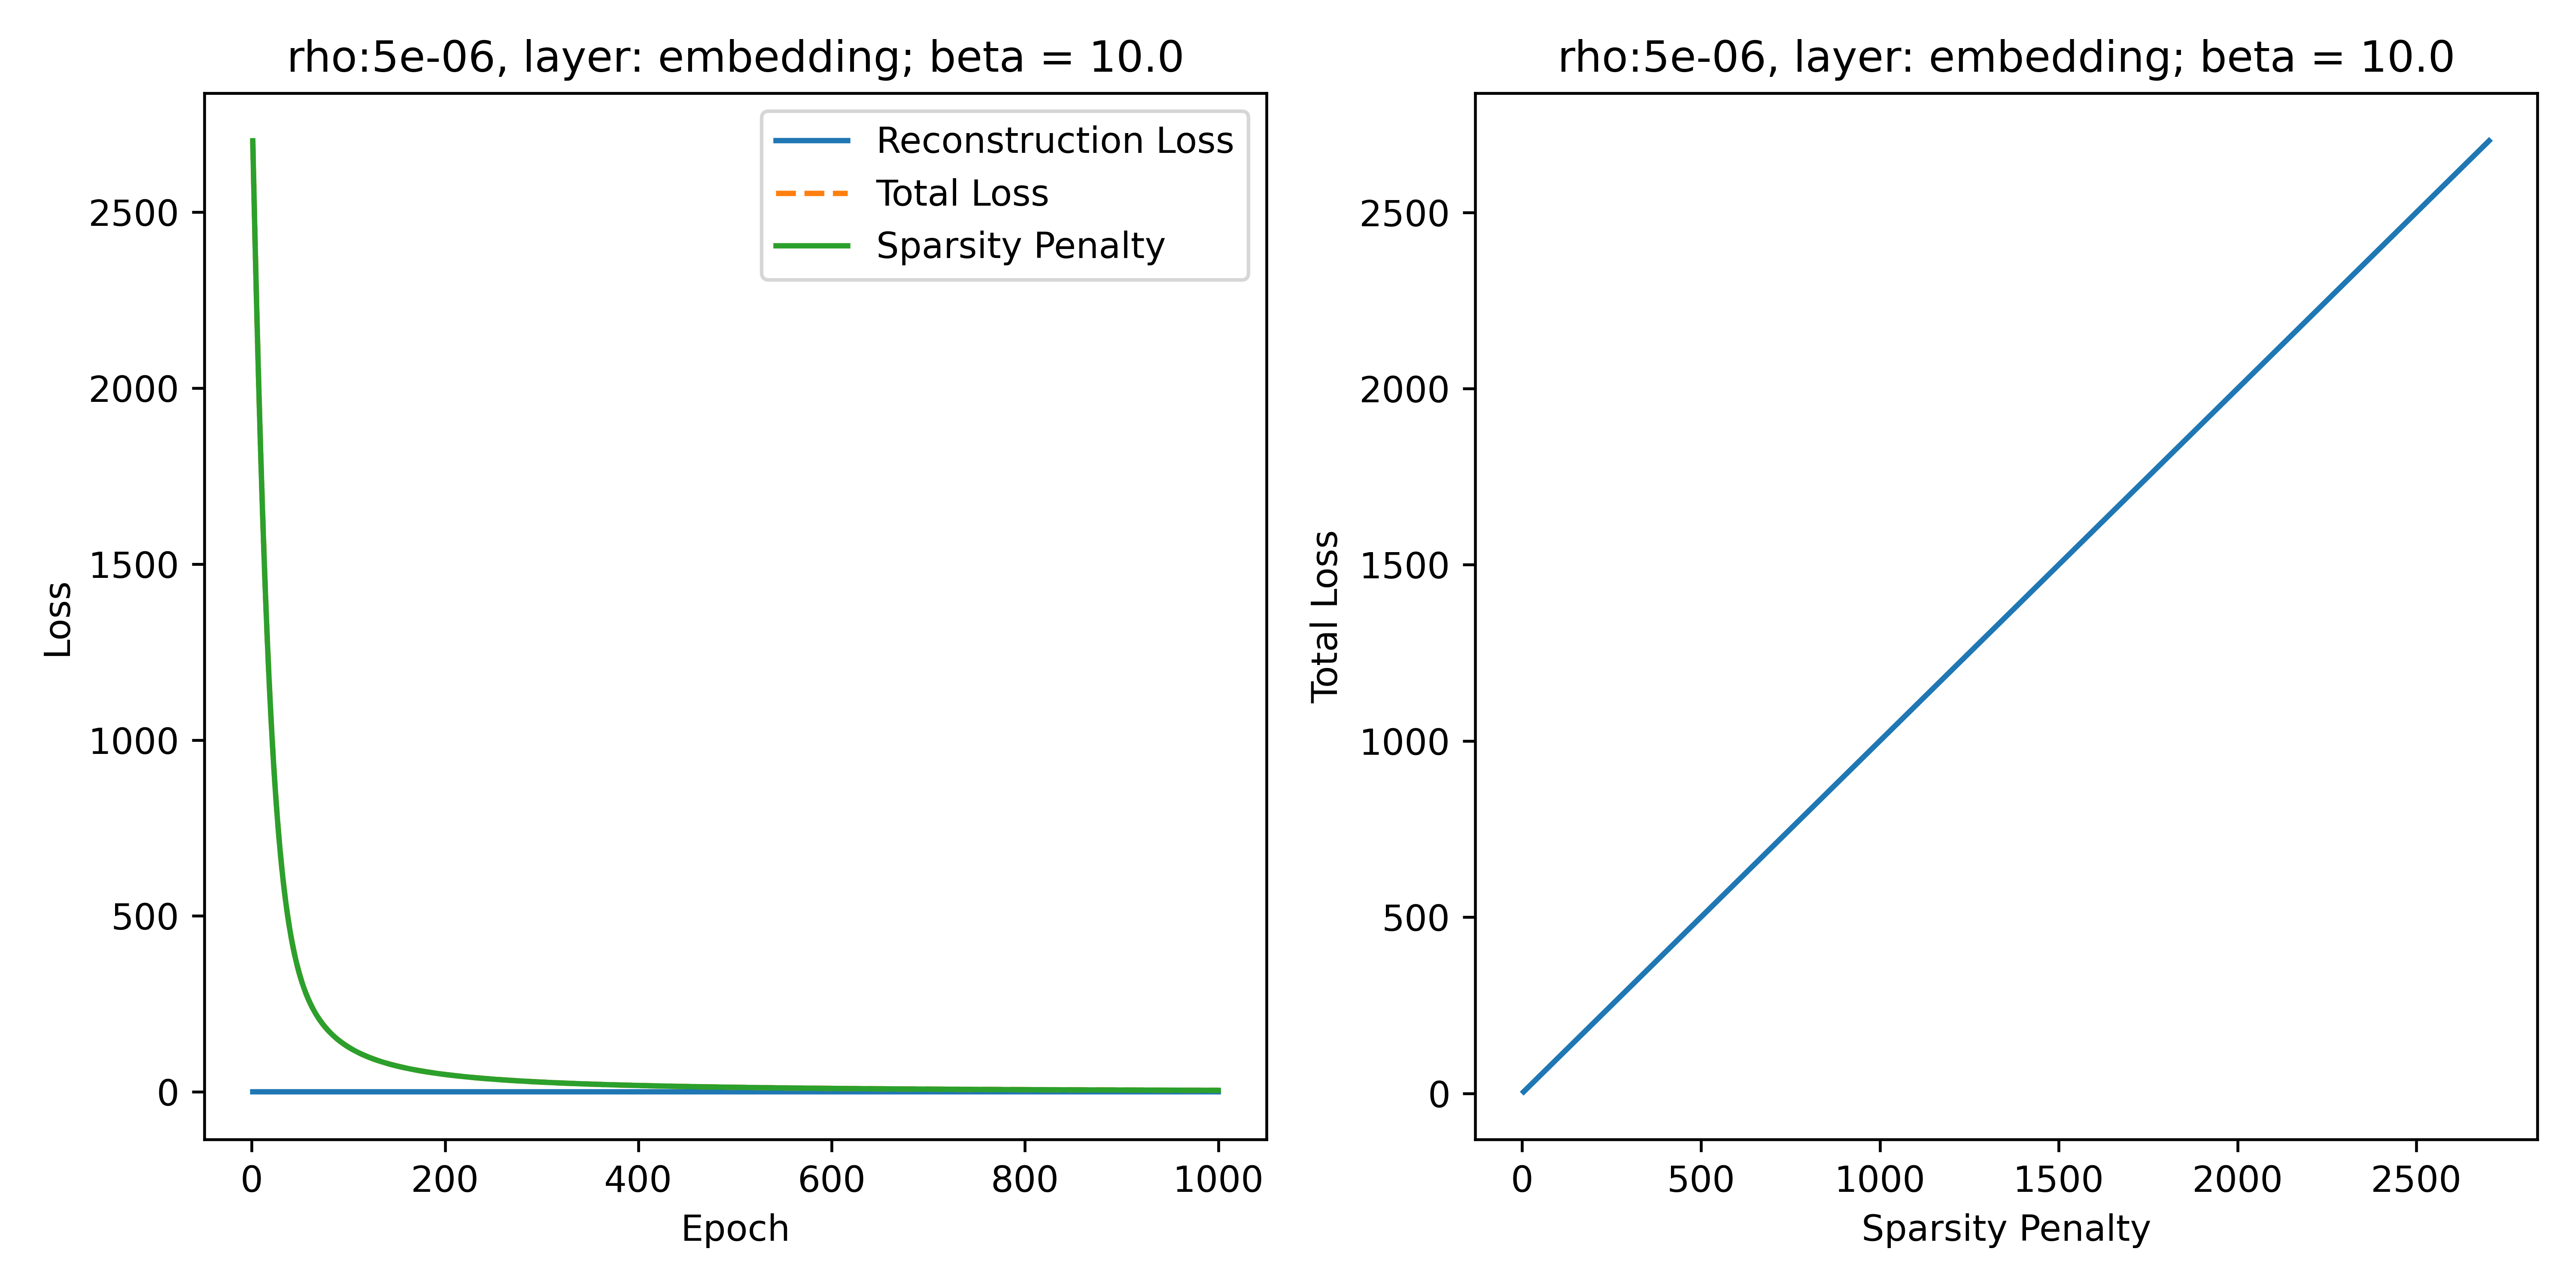 rho:5e-06, layer: embedding; beta = 10.0
Reconstruction Loss
Total Loss
Sparsity Penalty
2500
2000
1500
1000
500
0
Loss
0 200 400 600 800 1000
Epoch
rho:5e-06, layer: embedding; beta = 10.0
2500
2000
1500
1000
500
0
Total Loss
0 500 1000 1500 2000 2500
Sparsity Penalty